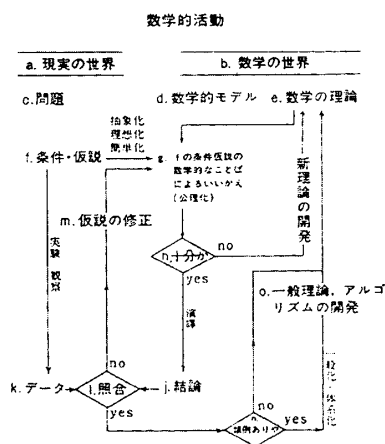 数学的活動
a. 現実の世界
b. 数学の世界
c. 問題
d. 数学的モデル
e. 数学の理論
抽象化
理想化
簡単化
f. 条件・仮説
g. fの条件仮説の
数学的なことば
によるいいかえ
(公理化)
新理論の開発
m. 仮説の修正
h. 十分か
no
yes
実験 観察
演繹
o. 一般理論, アルゴ
リズムの開発
no
k. データ
l. 照合
j. 結論
yes
n.
類例ありや
no
yes
一般化・体系化